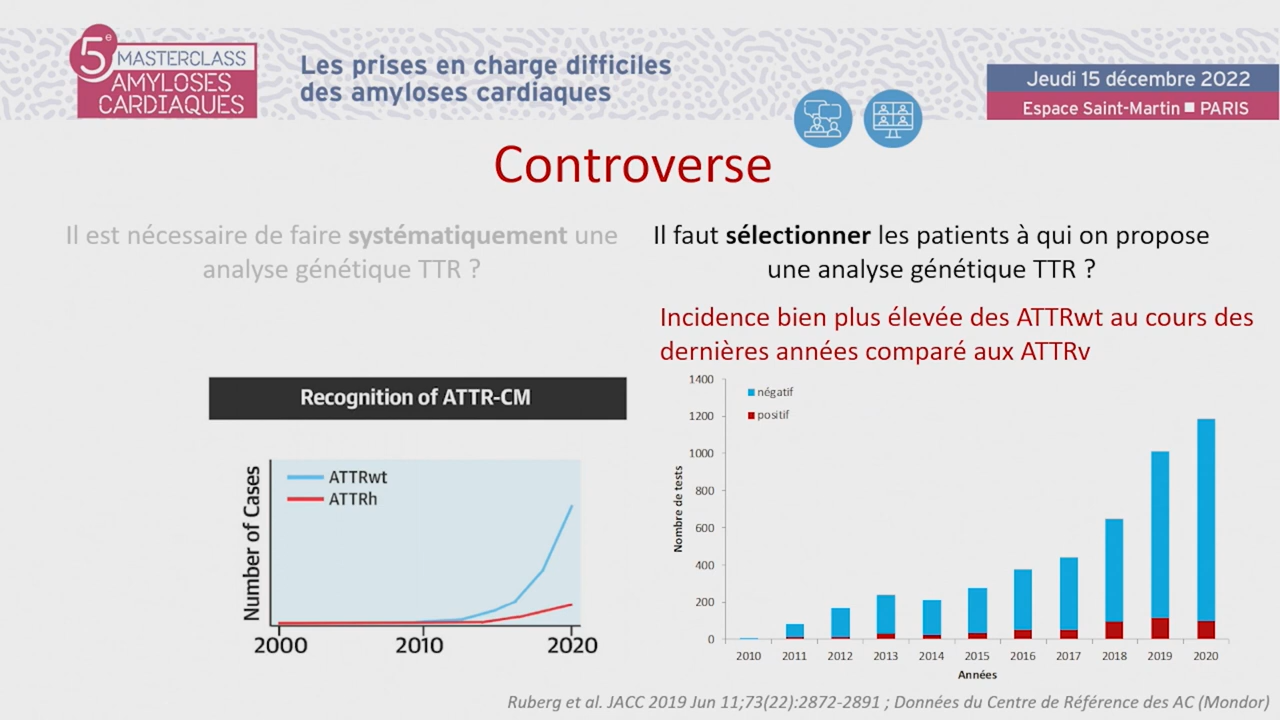 5e
MASTERCLASS
AMYLOSES
CARDIAQUES
Les prises en charge difficiles
des amyloses cardiaques
Jeudi 15 décembre 2022
Espace Saint-Martin ■ PARIS
Controverse
Il est nécessaire de faire systématiquement une
analyse génétique TTR ?
Il faut sélectionner les patients à qui on propose
une analyse génétique TTR ?
Incidence bien plus élevée des ATTRwt au cours des
dernières années comparé aux ATTRv
Recognition of ATTR-CM
Number of Cases
ATTRwt
ATTRh
2000 2010 2020
Nombre de tests
1400
1200
1000
800
600
400
200
0
négatif
positif
2010 2011 2012 2013 2014 2015 2016 2017 2018 2019 2020
Années
Ruberg et al. JACC 2019 Jun 11;73(22):2872-2891 ; Données du Centre de Référence des AC (Mondor)